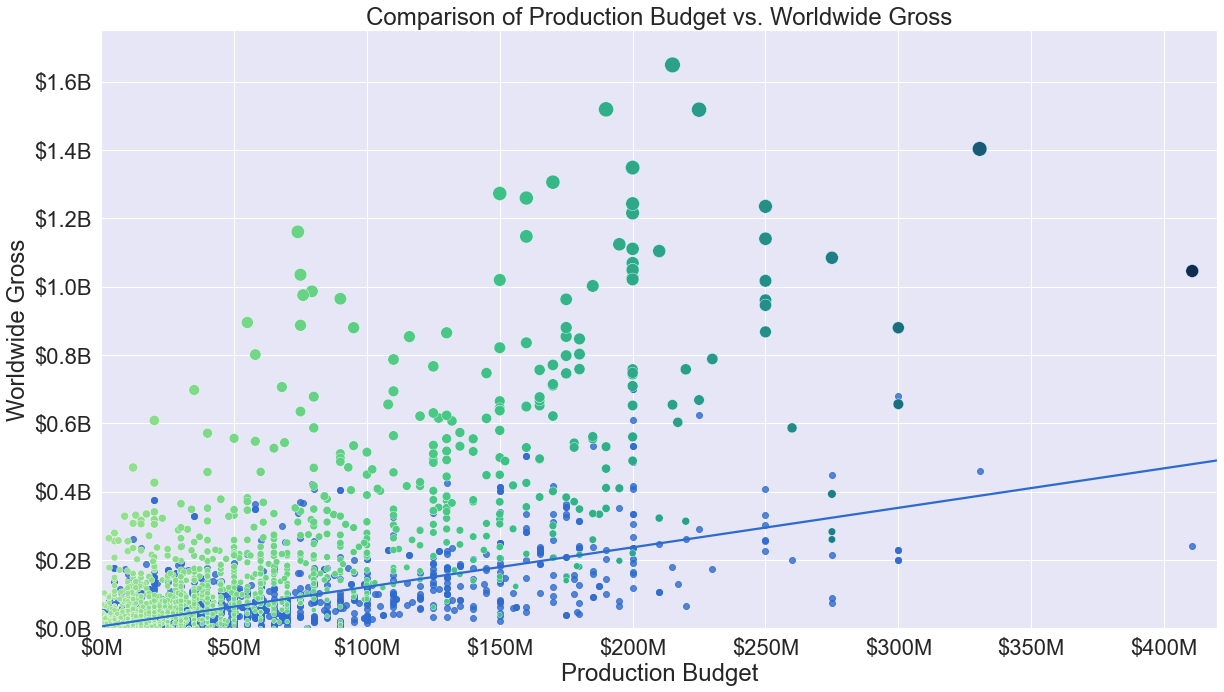 Comparison of Production Budget vs. Worldwide Gross
$1.6B
$1.4B
$1.2B
$1.0B
$0.8B
$0.6B
$0.4B
$0.2B
$0.0B
Worldwide Gross
$0M $50M $100M $150M $200M $250M $300M $350M $400M
Production Budget